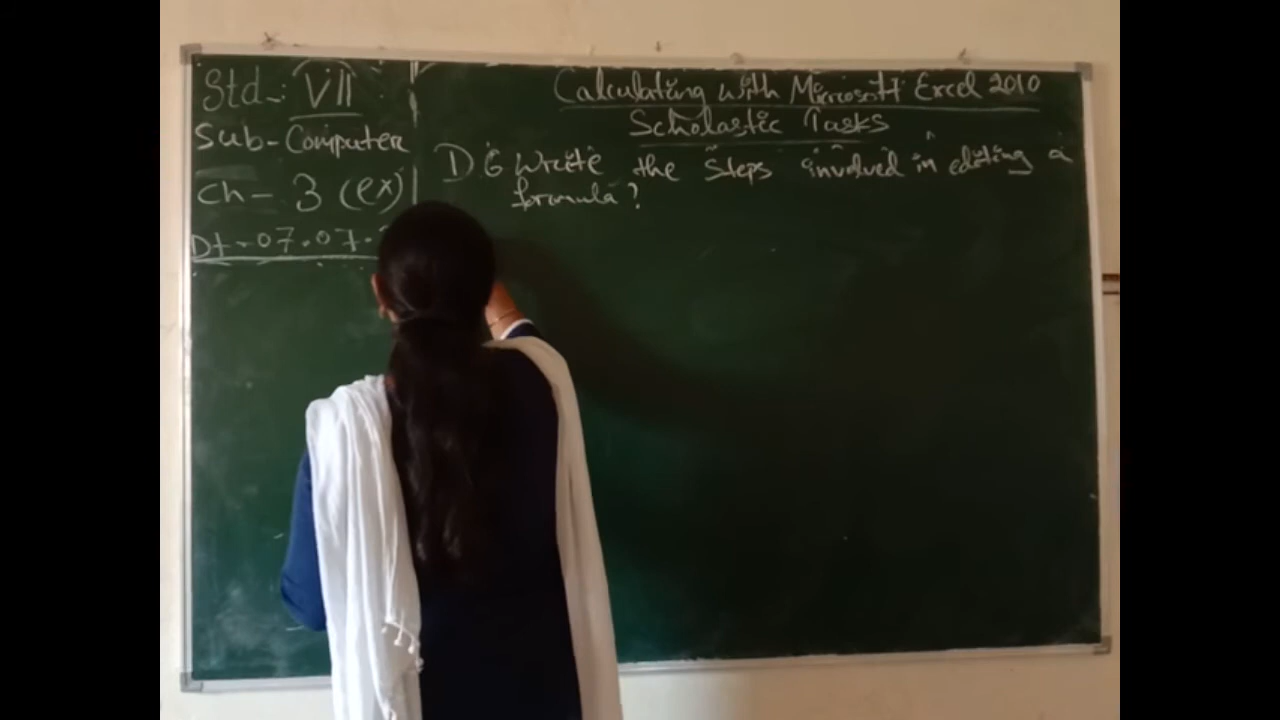 Std-: VII
Sub-Computer
Ch- 3 (ex)
Dt-07.07.
Calculating with Microsoft Excel 2010
Scholastic Tasks
D. 6 Write the steps involved in editing a
formula?